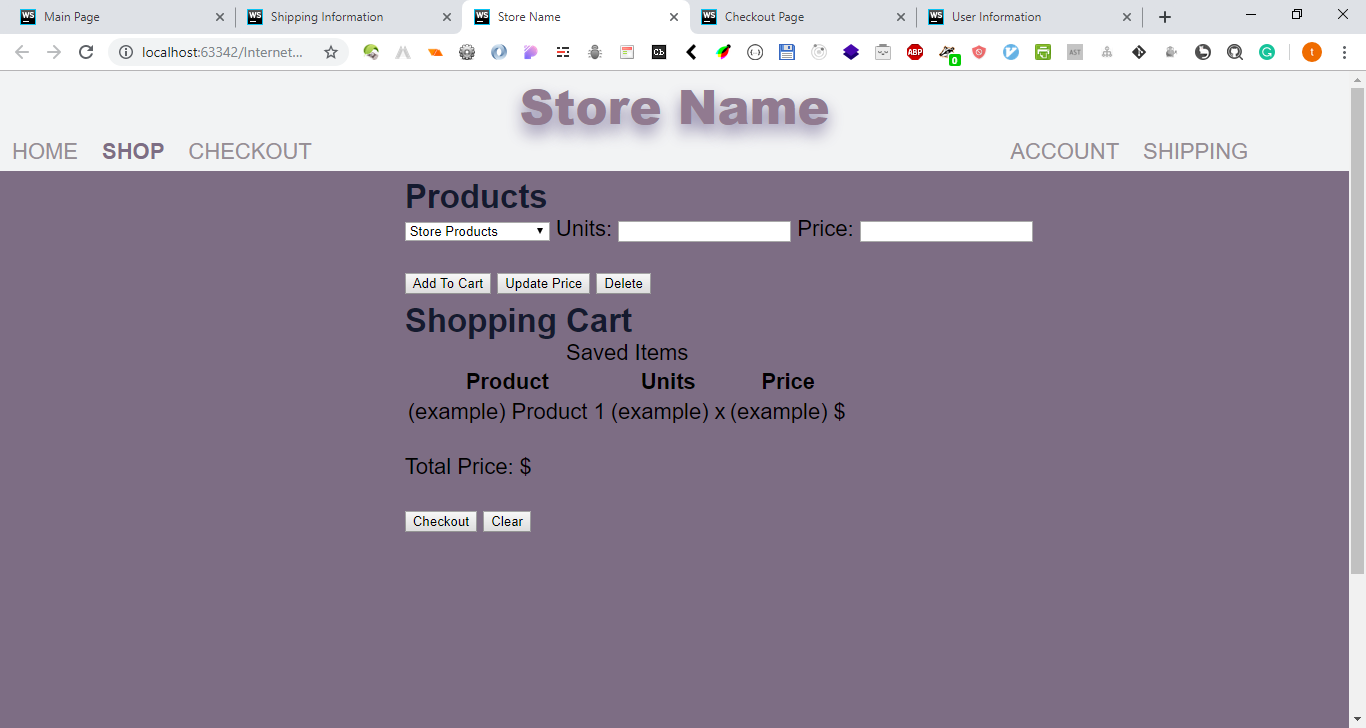 Main Page
Shipping Information
Store Name
Checkout Page
User Information
localhost:63342/Internet...
Store Name
HOME SHOP CHECKOUT ACCOUNT SHIPPING
Products
Store Products Units: Price:
Add To Cart Update Price Delete
Shopping Cart
Saved Items
Product Units Price
(example) Product 1 (example) x (example) $
Total Price: $
Checkout Clear